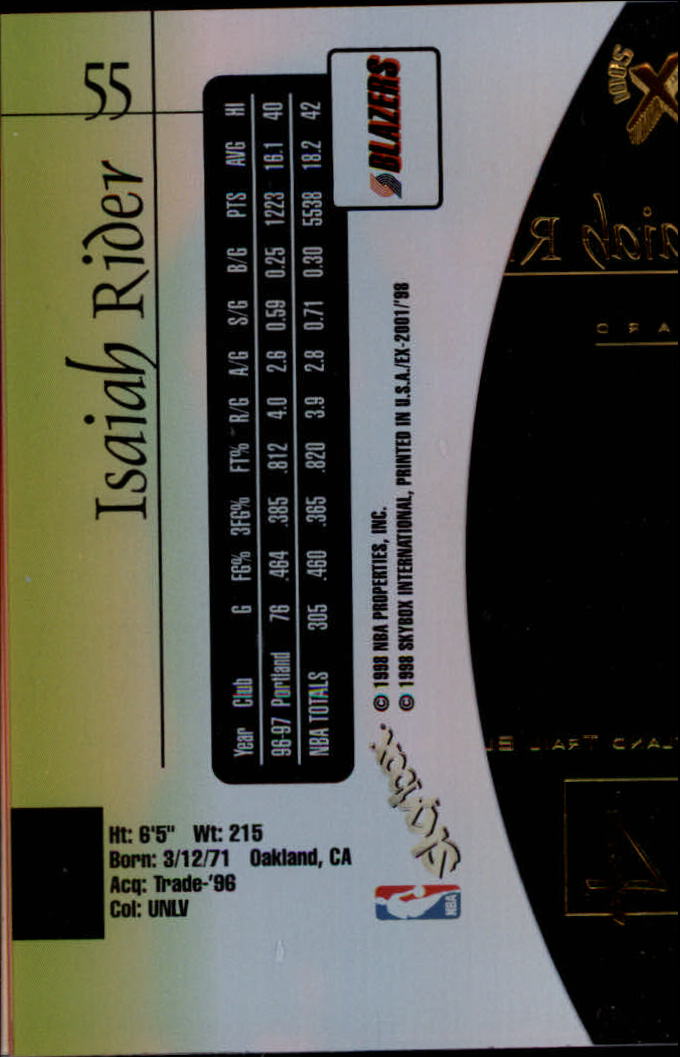 Isaiah Rider 55
Year Club G FG% 3FG% FT% R/G A/G S/G B/G PTS AVG HI
96-97 Portland 76 .464 .385 .812 4.0 2.6 0.59 0.25 1223 16.1 40
NBA TOTALS 305 .460 .365 .820 3.9 2.8 0.71 0.30 5538 18.2 42
BLAZERS
Ht: 6'5" Wt: 215
Born: 3/12/71 Oakland, CA
Acq: Trade-'96
Col: UNLV
Skybox
© 1998 NBA PROPERTIES, INC.
© 1998 SKYBOX INTERNATIONAL, PRINTED IN U.S.A./EX-2001/'98
NBA